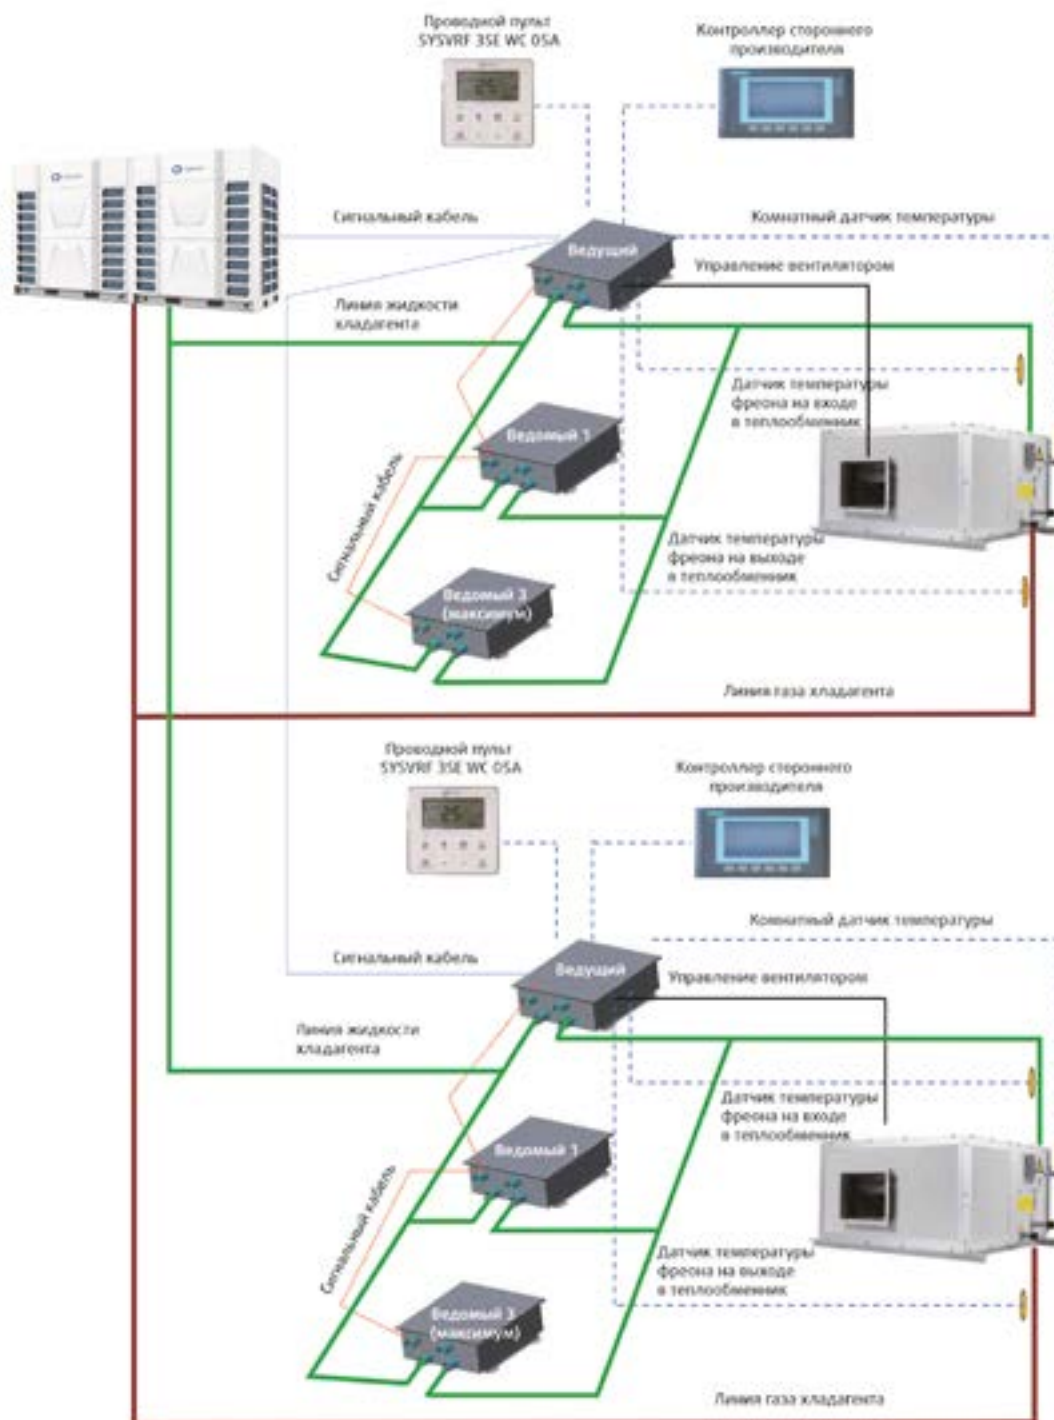 Проводной пульт
SYSVRF 3SE WC 05A
Контроллер стороннего
производителя
Сигнальный кабель
Ведущий
Комнатный датчик температуры
Управление вентилятором
Линия жидкости
хладагента
Датчик температуры
фреона на входе
в теплообменник
Ведомый 1
Сигнальный кабель
Датчик температуры
фреона на выходе
в теплообменник
Ведомый 3
(максимум)
Линия газа хладагента
Проводной пульт
SYSVRF 3SE WC 05A
Контроллер стороннего
производителя
25
Комнатный датчик температуры
Сигнальный кабель
Ведущий
Управление вентилятором
Линия жидкости
хладагента
Датчик температуры
фреона на входе
в теплообменник
Ведомый 1
Сигнальный кабель
Датчик температуры
фреона на выходе
в теплообменник
Ведомый 3
(максимум)
Линия газа хладагента